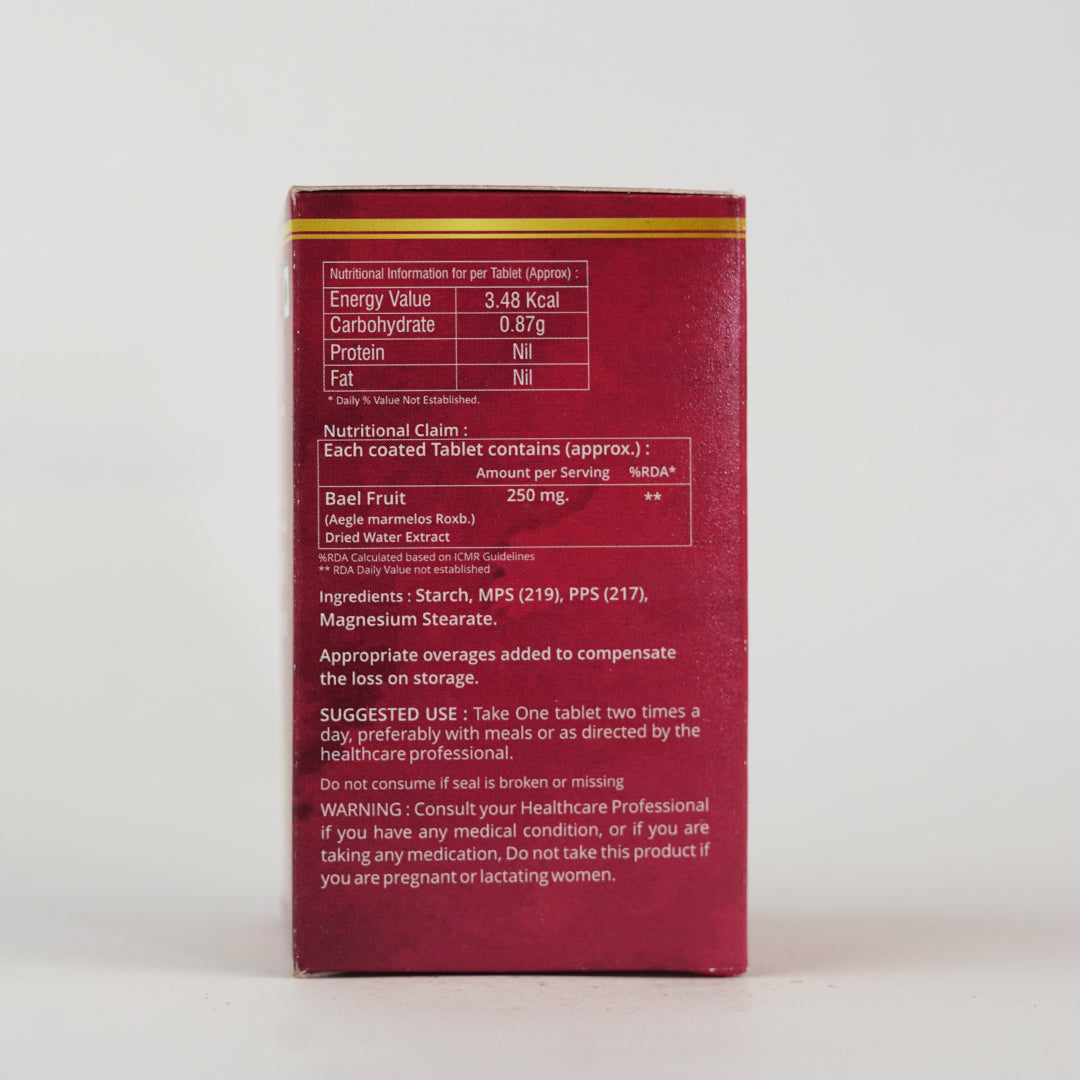 Nutritional Information for per Tablet (Approx) :
Energy Value 3.48 Kcal
Carbohydrate 0.87g
Protein Nil
Fat Nil
* Daily % Value Not Established.
Nutritional Claim :
Each coated Tablet contains (approx.) :
Amount per Serving %RDA*
Bael Fruit 250 mg. **
(Aegle marmelos Roxb.)
Dried Water Extract
%RDA Calculated based on ICMR Guidelines
** RDA Daily Value not established
Ingredients : Starch, MPS (219), PPS (217),
Magnesium Stearate.
Appropriate overages added to compensate
the loss on storage.
SUGGESTED USE : Take One tablet two times a
day, preferably with meals or as directed by the
healthcare professional.
Do not consume if seal is broken or missing
WARNING : Consult your Healthcare Professional
if you have any medical condition, or if you are
taking any medication, Do not take this product if
you are pregnant or lactating women.